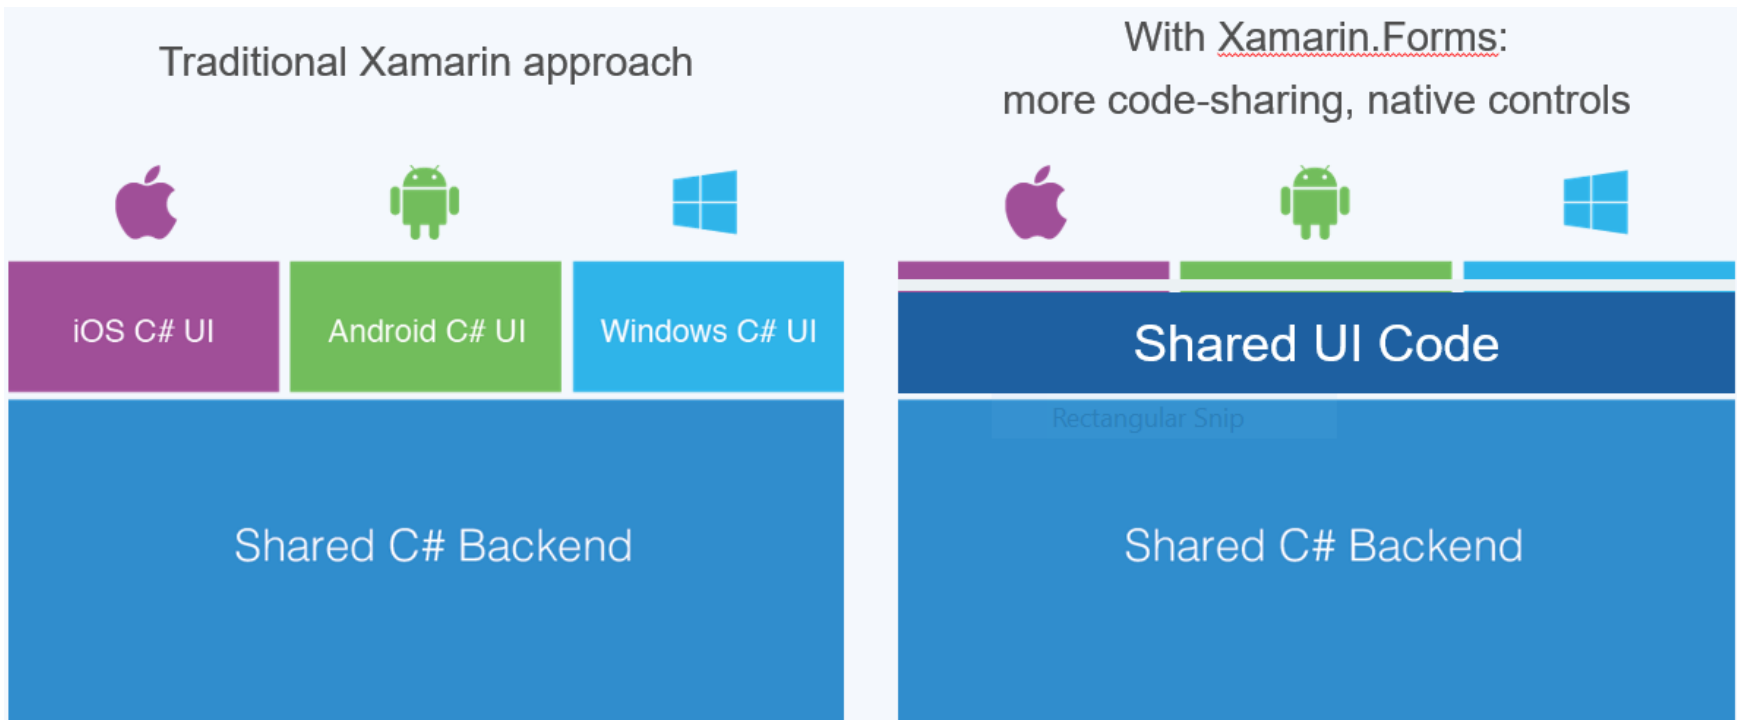 Traditional Xamarin approach
iOS C# UI
Android C# UI
Windows C# UI
Shared C# Backend
With Xamarin.Forms:
more code-sharing, native controls
Shared UI Code
Rectangular Snip
Shared C# Backend